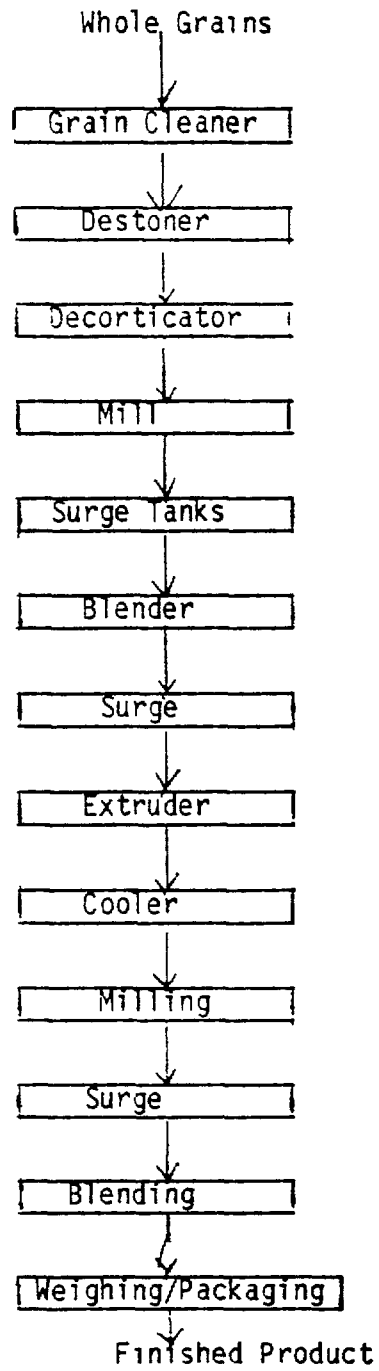 Whole Grains
Grain Cleaner
Destoner
Decorticator
Mill
Surge Tanks
Blender
Surge
Extruder
Cooler
Milling
Surge
Blending
Weighing/Packaging
Finished Product